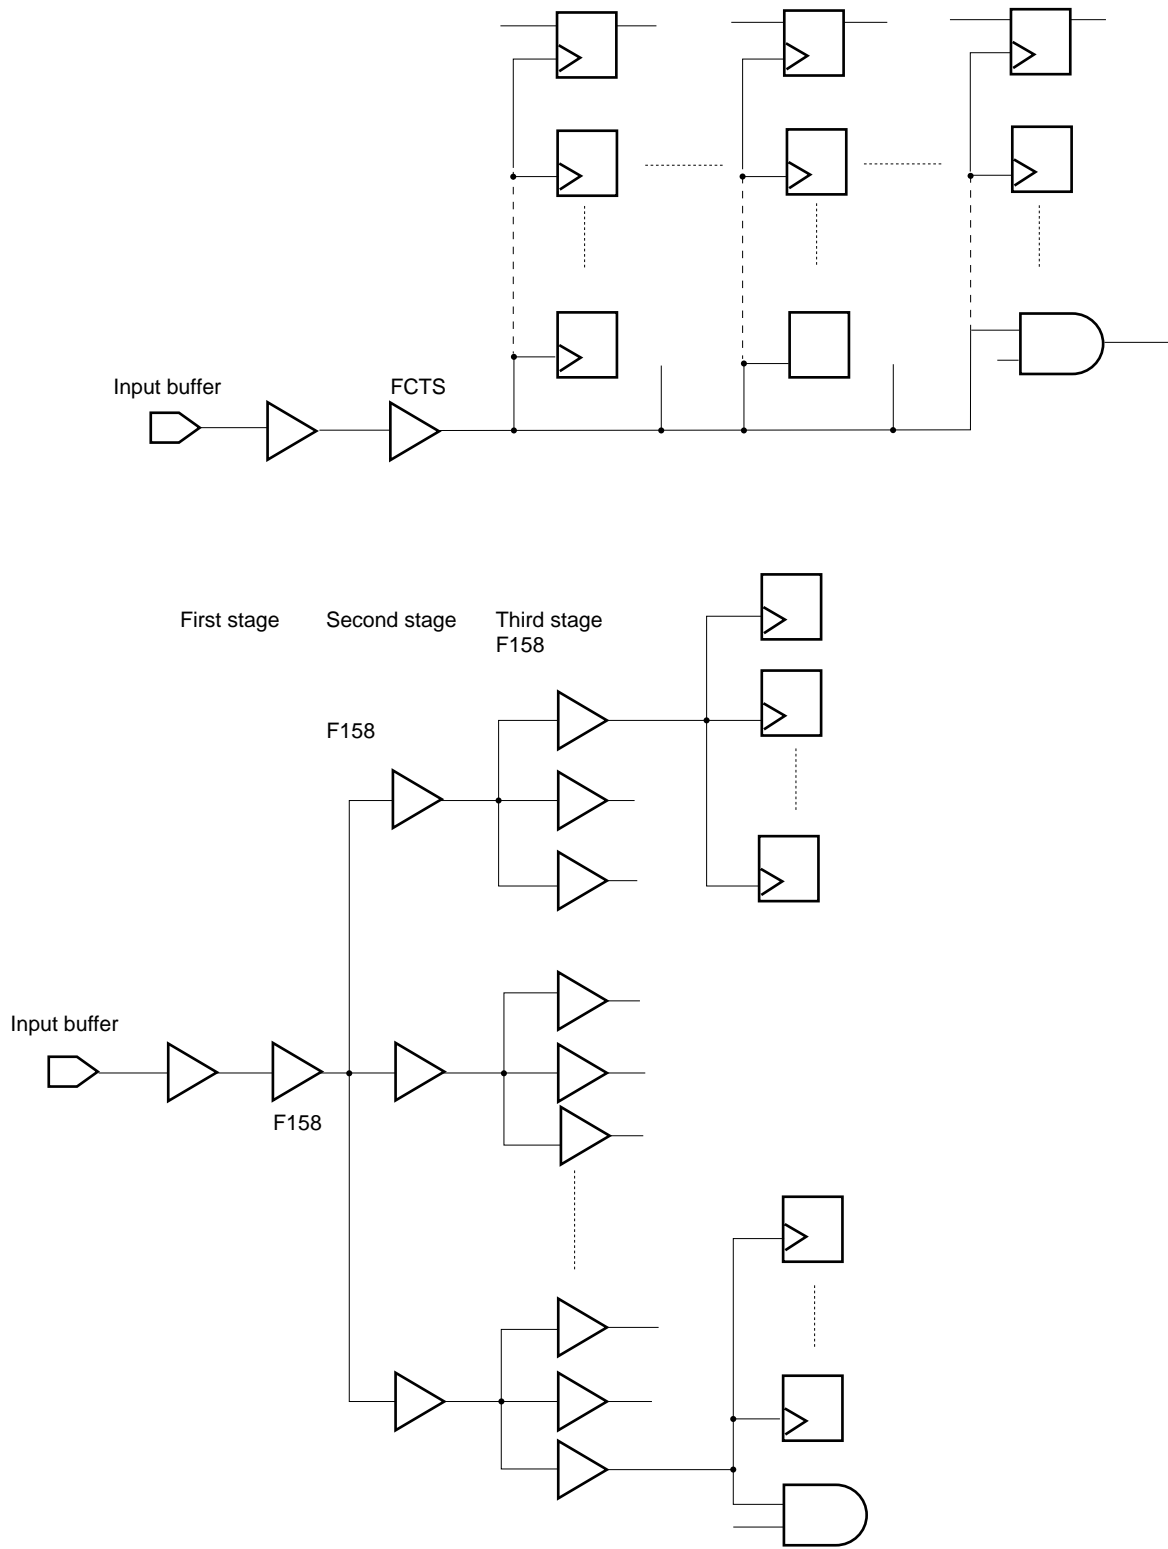 Input buffer
FCTS
First stage
Second stage
Third stage
F158
F158
Input buffer
F158